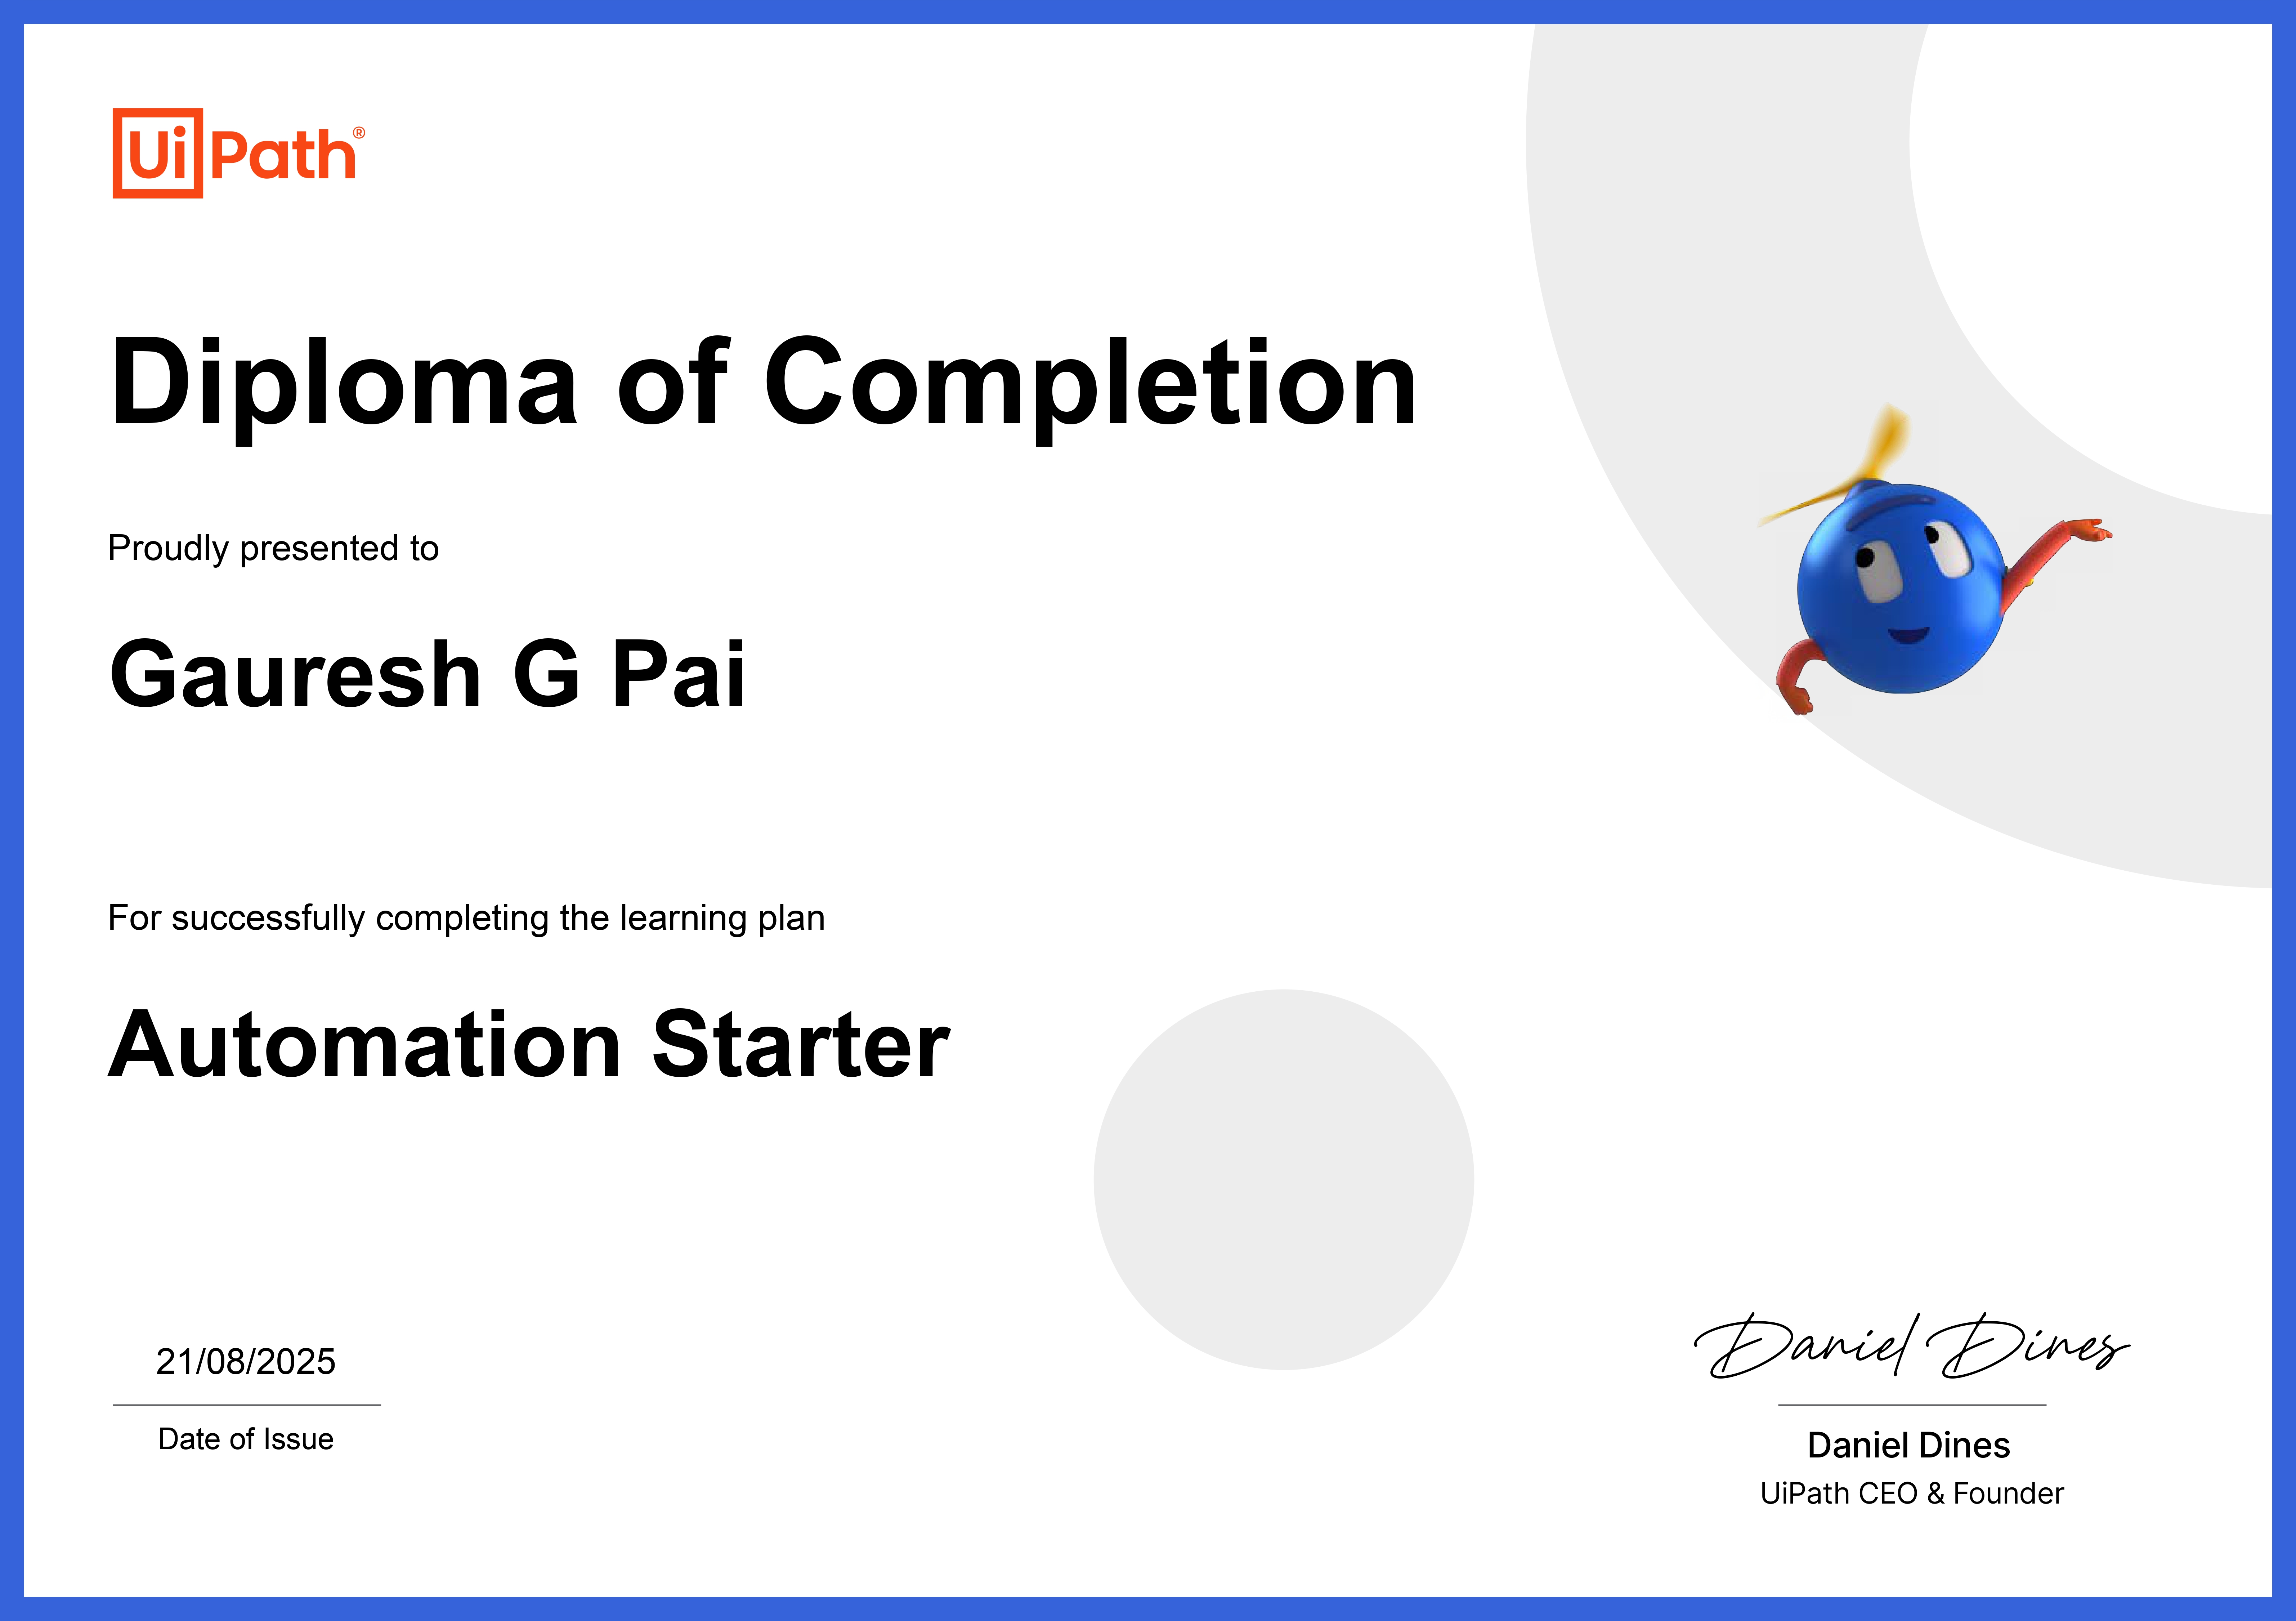 UiPath®
Diploma of Completion
Proudly presented to
Gauresh G Pai
For successfully completing the learning plan
Automation Starter
21/08/2025
Date of Issue
Daniel Dines
Daniel Dines
UiPath CEO & Founder